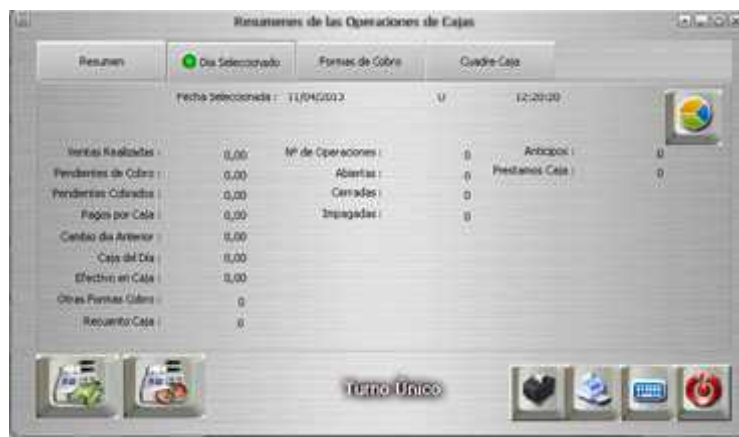 Resumenes de las Operaciones de Cajas
Resumen Dia Seleccionado Formas de Cobro Cuadre Caja
Fecha Seleccionada : 11/04/2013 0 12:20:20
Ventas Realizadas : 0,00 Nº de Operaciones : 0 Anticipos : 0
Pendientes de Cobro : 0,00 Abiertas : 0 Prestamos Caja : 0
Pendientes Cobrados : 0,00 Cerradas : 0
Pagos por Caja : 0,00 Impagadas : 0
Cambio dia Anterior : 0,00
Caja del Dia : 0,00
Efectivo en Caja : 0,00
Otras Formas Cobro : 0
Recuento Caja : 0
Turno Único